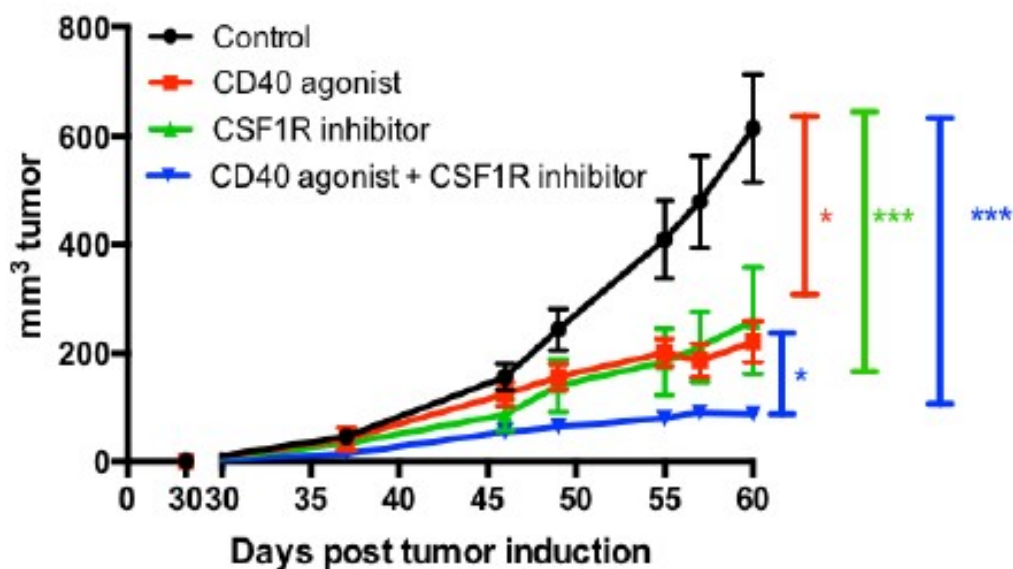 800
600
400
200
0
mm³ tumor
Control
CD40 agonist
CSF1R inhibitor
CD40 agonist + CSF1R inhibitor
*
***
***
*
0 30 30 35 40 45 50 55 60
Days post tumor induction